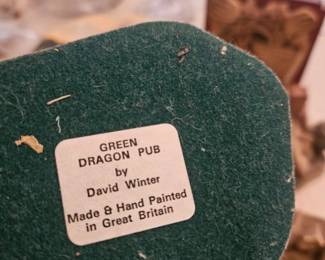 GREEN
DRAGON PUB
by
David Winter
Made & Hand Painted
in Great Britain